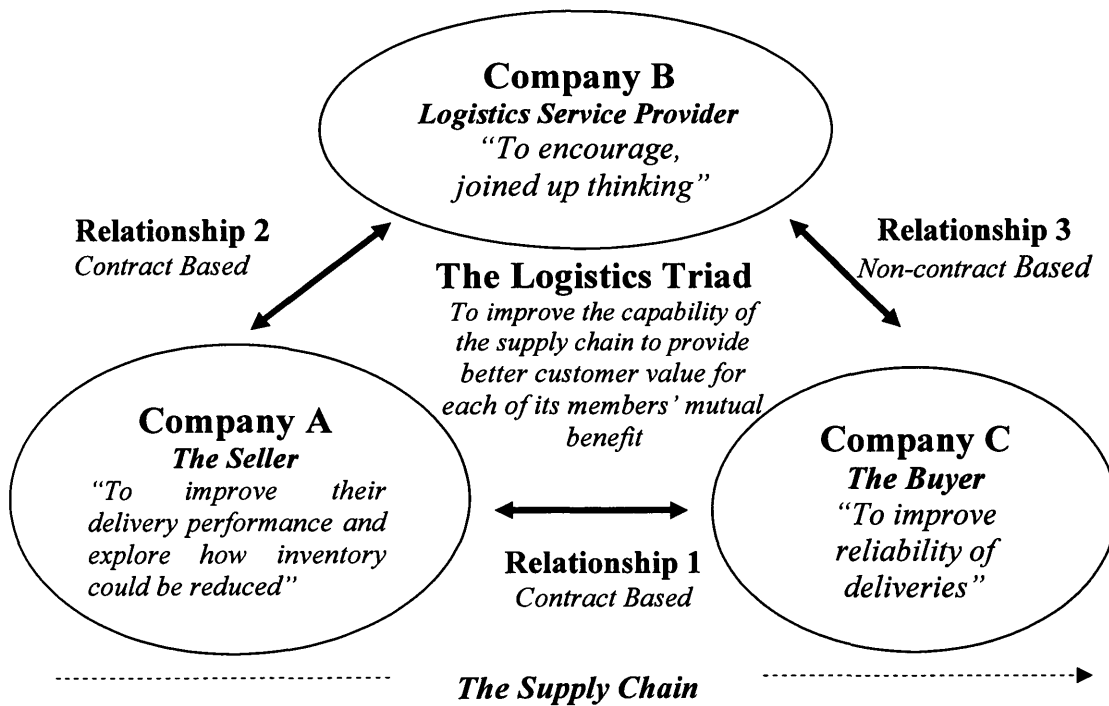 Company B
Logistics Service Provider
“To encourage,
joined up thinking”
Relationship 2
Contract Based
Relationship 3
Non-contract Based
The Logistics Triad
To improve the capability of
the supply chain to provide
better customer value for
each of its members’ mutual
benefit
Company A
The Seller
“To improve their
delivery performance and
explore how inventory
could be reduced”
Company C
The Buyer
“To improve
reliability of
deliveries”
Relationship 1
Contract Based
The Supply Chain